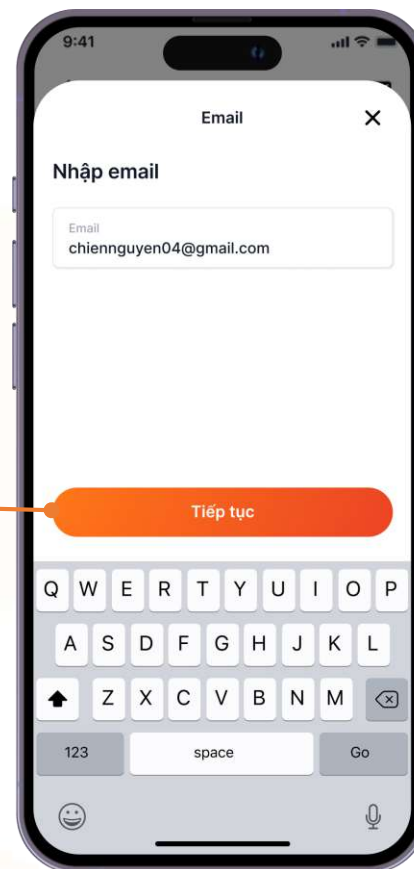 9:41
Email
Nhập email
Email
chiennguyen04@gmail.com
Tiếp tục
Q W E R T Y U I O P
A S D F G H J K L
Z X C V B N M
123 space Go